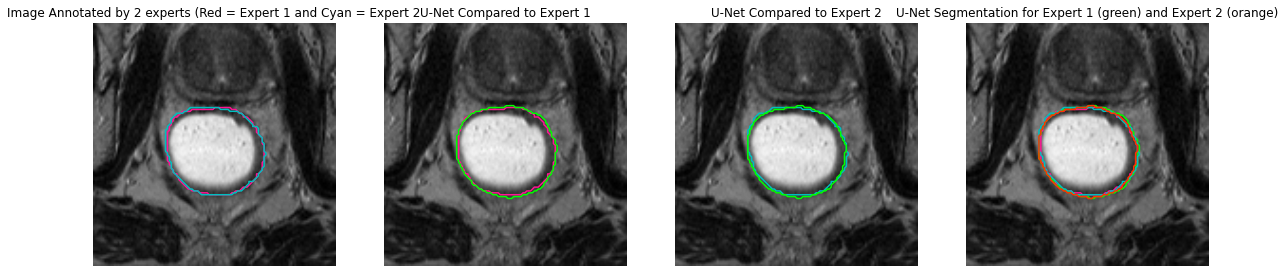 Image Annotated by 2 experts (Red = Expert 1 and Cyan = Expert 2
U-Net Compared to Expert 1
U-Net Compared to Expert 2
U-Net Segmentation for Expert 1 (green) and Expert 2 (orange)